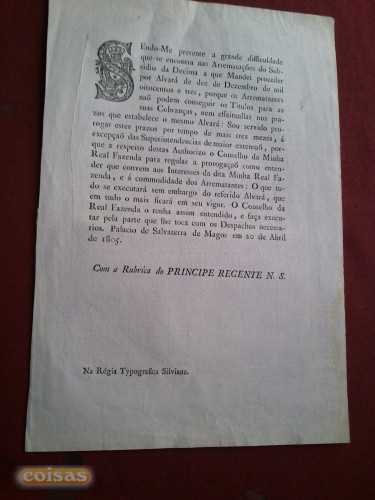 SEndo-Me presente a grande difficuldade
que se encontra nas Arrematações do Sub-
sidio da Decima a que Mandei proceder
por Alvará de dez de Dezembro de mil
oitocentos e tres, porque os Arrematantes
naõ podem conseguir os Titulos para as
suas Cobranças, nem effeituallas nos pra-
zos que estabelece o mesmo Alvará: Sou servido pro-
rogar estes prazos por tempo de mais tres mezes, á
excepçaõ das Superintendencias de maior extensaõ, por-
que a respeito destas Authorizo o Conselho da Minha
Real Fazenda para regular a prorogaçaõ como enten-
der que convem aos Interesses da dita Minha Real Fa-
zenda, e á commodidade dos Arrematantes: O que tu-
do se executará sem embargo do referido Alvará, que
em tudo o mais ficará em seu vigor. O Conselho da
Real Fazenda o tenha assim entendido, e faça execu-
tar pela parte que lhe toca com os Despachos necessa-
rios. Palacio de Salvaterra de Magos em 20 de Abril
de 1805.
Com a Rubrica do PRINCIPE REGENTE N. S.
Na Régia Typografica Silviana.
coisas